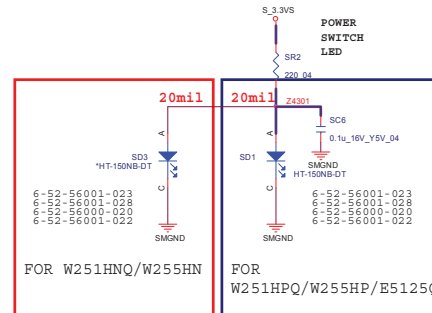 S_3.3VS
POWER
SWITCH
LED
SR2
220_04
20mil
20mil
Z4301
SC6
0.1u_16V_Y5V_04
A
SD3
*HT-150NB-DT
C
A
SD1
HT-150NB-DT
C
SMGND
6-52-56001-023
6-52-56001-028
6-52-56000-020
6-52-56001-022
6-52-56001-023
6-52-56001-028
6-52-56000-020
6-52-56001-022
SMGND
SMGND
FOR W251HNQ/W255HN
FOR
W251HPQ/W255HP/E5125Q